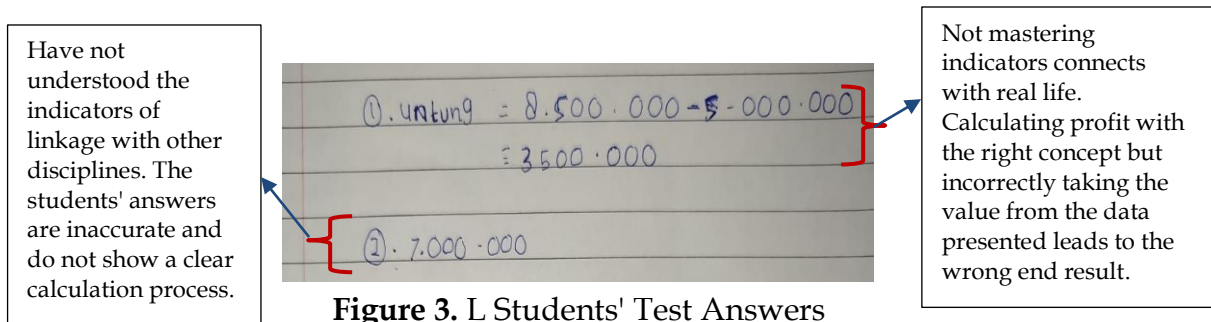 Have not
understood the
indicators of
linkage with other
disciplines. The
students' answers
are inaccurate and
do not show a clear
calculation process.
①. untung = 8.500.000-5-000.000
= 3500.000
②. 7.000.000
Not mastering
indicators connects
with real life.
Calculating profit with
the right concept but
incorrectly taking the
value from the data
presented leads to the
wrong end result.
Figure 3. L Students' Test Answers